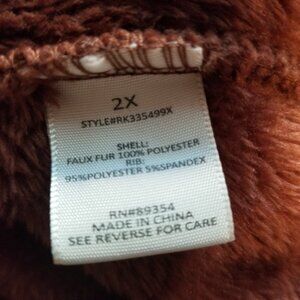 2X
STYLE#RK335499X
SHELL:
FAUX FUR 100% POLYESTER
RIB:
95%POLYESTER 5%SPANDEX
RN#89354
MADE IN CHINA
SEE REVERSE FOR CARE